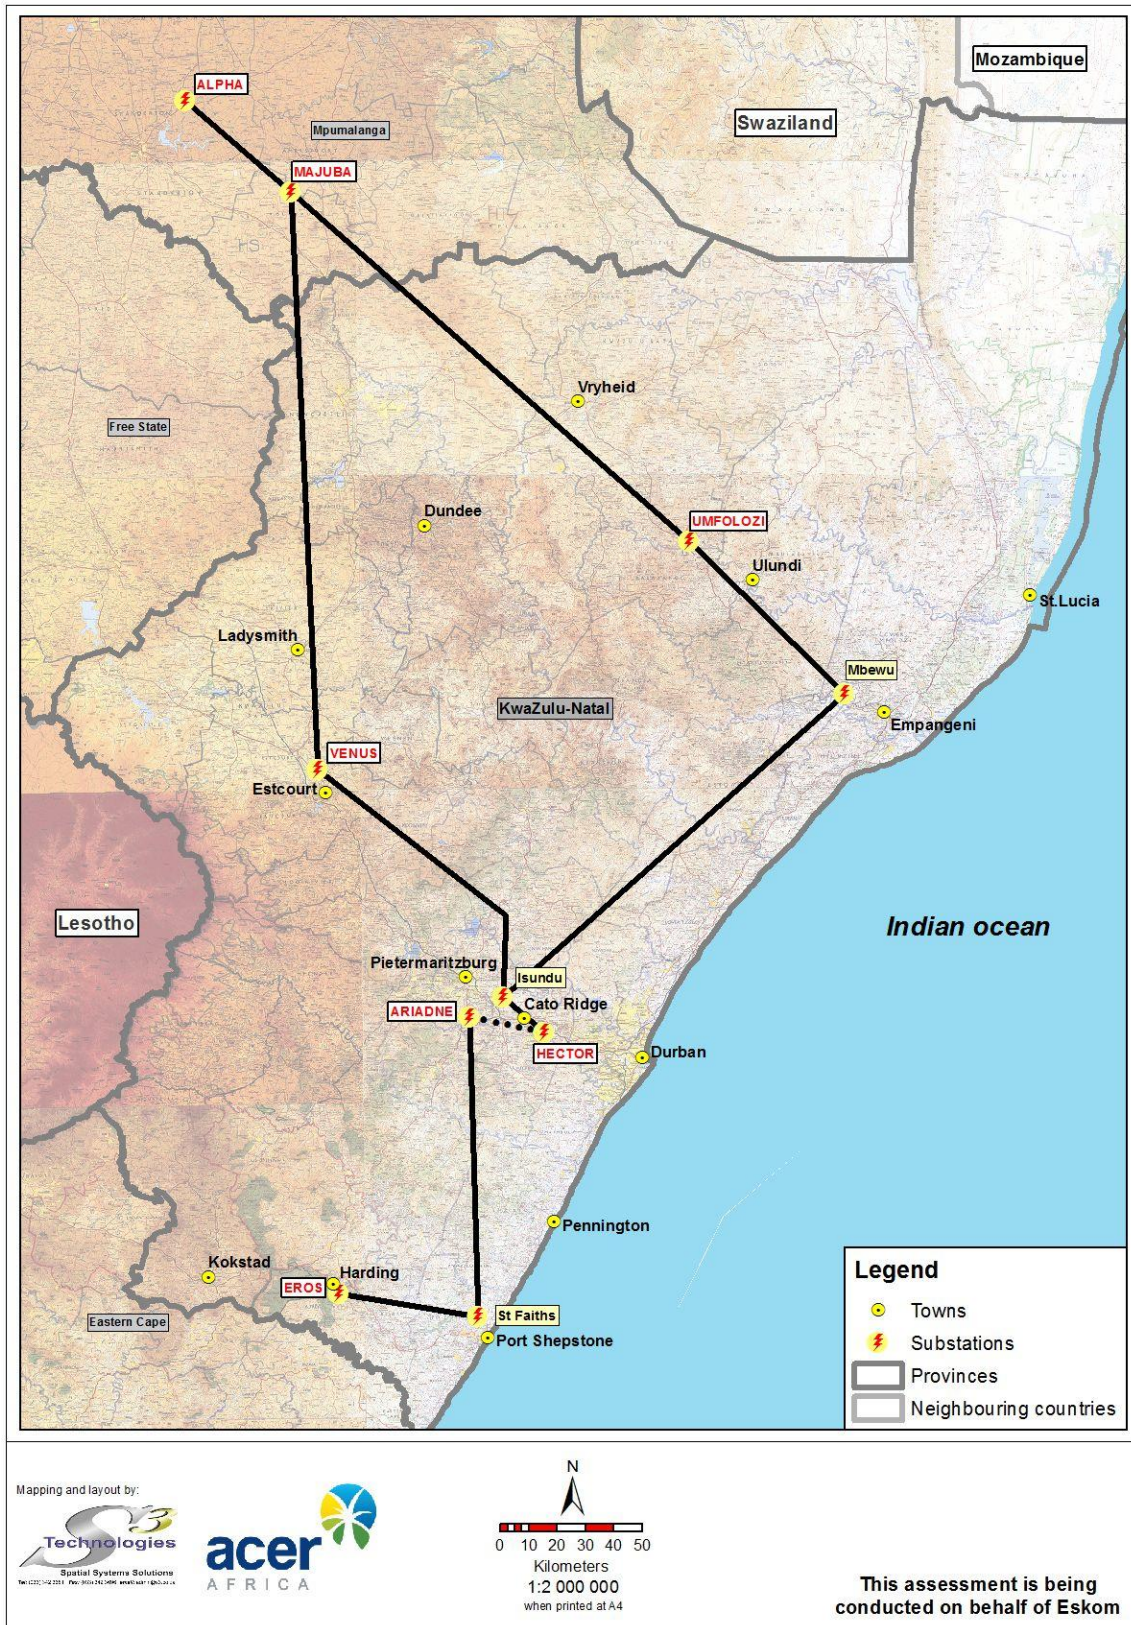 Mozambique
ALPHA
Swaziland
Mpumalanga
MAJUBA
Vryheid
Free State
Dundee
UMFOLOZI
Ulundi
St.Lucia
Ladysmith
Mbewu
KwaZulu-Natal
Empangeni
VENUS
Estcourt
Lesotho
Indian ocean
Pietermaritzburg
Isundu
Cato Ridge
ARIADNE
HECTOR
Durban
Pennington
Kokstad
Harding
EROS
St Faiths
Eastern Cape
Port Shepstone
Legend
Towns
Substations
Provinces
Neighbouring countries
Mapping and layout by:
S3
Technologies
Spatial Systems Solutions
acer
AFRICA
N
0 10 20 30 40 50
Kilometers
1:2 000 000
when printed at A4
This assessment is being
conducted on behalf of Eskom